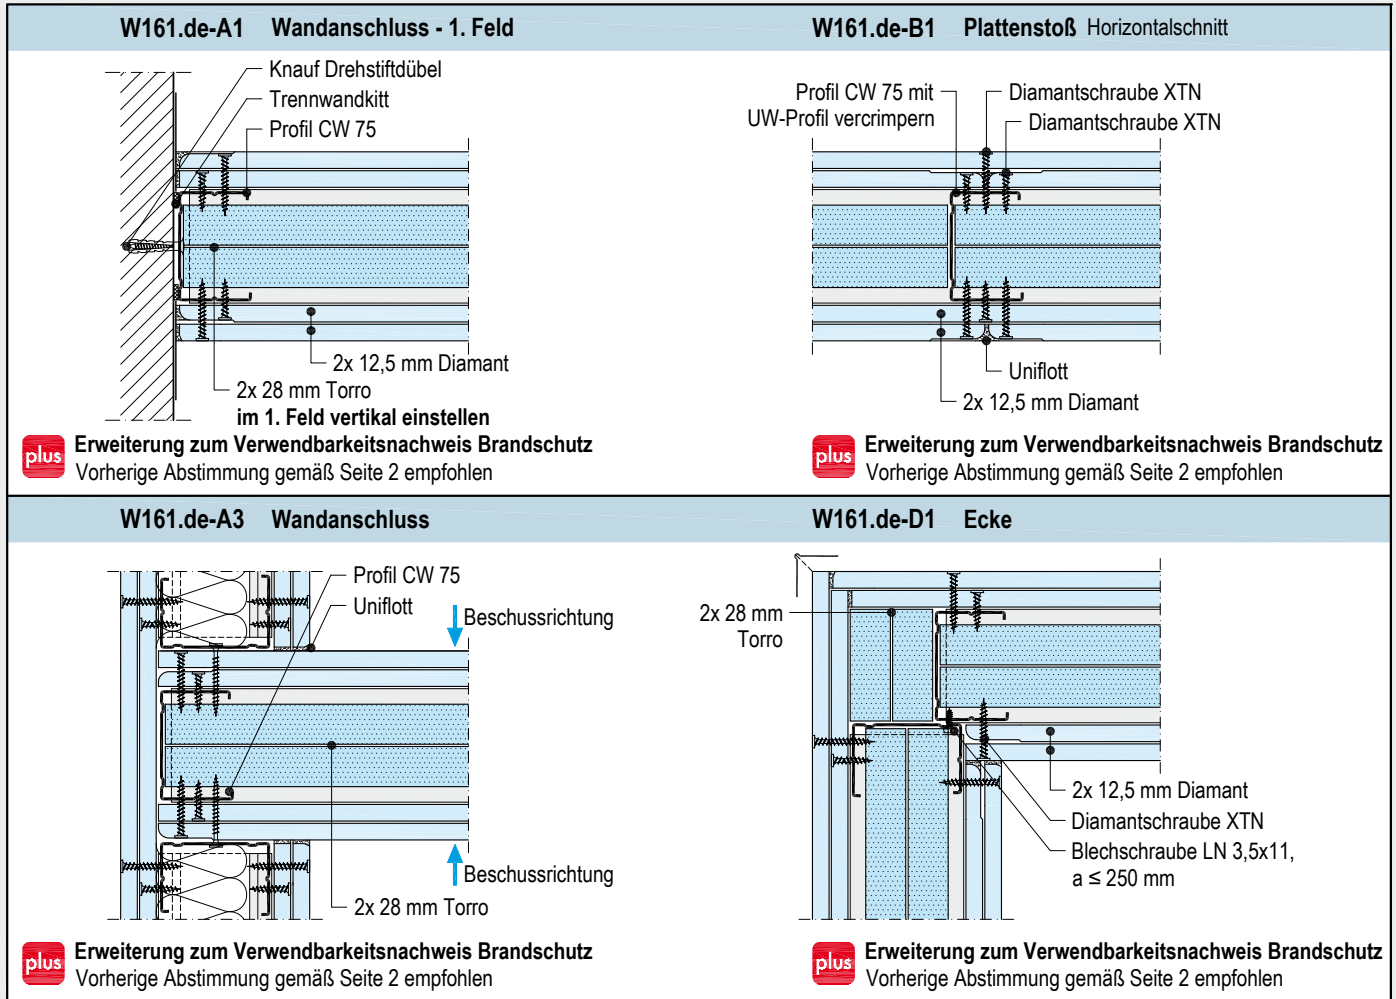 W161.de-A1 Wandanschluss - 1. Feld
Knauf Drehstiftdübel
Trennwandkitt
Profil CW 75
2x 12,5 mm Diamant
2x 28 mm Torro
im 1. Feld vertikal einstellen
plus
Erweiterung zum Verwendbarkeitsnachweis Brandschutz
Vorherige Abstimmung gemäß Seite 2 empfohlen
W161.de-B1 Plattenstoß Horizontalschnitt
Profil CW 75 mit
UW-Profil vercrimpern
Diamantschraube XTN
Diamantschraube XTN
Uniflott
2x 12,5 mm Diamant
plus
Erweiterung zum Verwendbarkeitsnachweis Brandschutz
Vorherige Abstimmung gemäß Seite 2 empfohlen
W161.de-A3 Wandanschluss
Profil CW 75
Uniflott
Beschussrichtung
Beschussrichtung
2x 28 mm Torro
plus
Erweiterung zum Verwendbarkeitsnachweis Brandschutz
Vorherige Abstimmung gemäß Seite 2 empfohlen
W161.de-D1 Ecke
2x 28 mm
Torro
2x 12,5 mm Diamant
Diamantschraube XTN
Blechschraube LN 3,5x11,
a ≤ 250 mm
plus
Erweiterung zum Verwendbarkeitsnachweis Brandschutz
Vorherige Abstimmung gemäß Seite 2 empfohlen